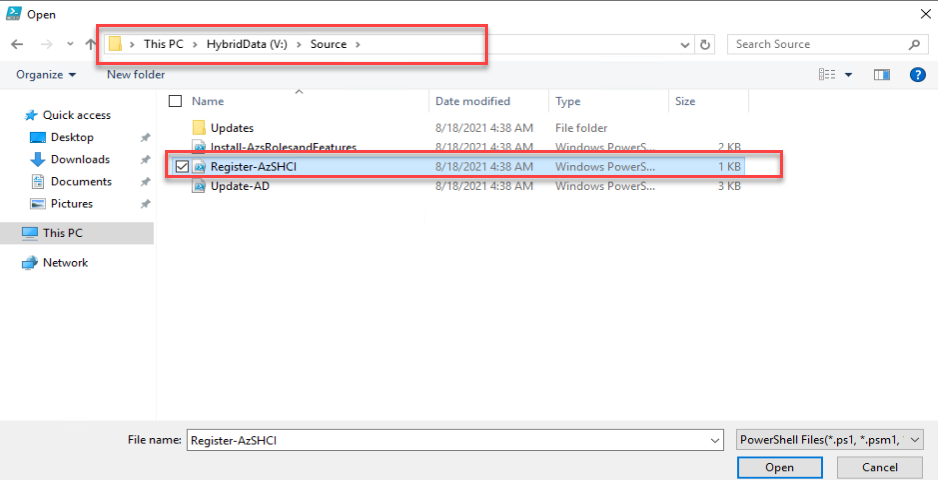 Open
This PC > HybridData (V:) > Source >
Search Source
Organize
New folder
Name Date modified Type Size
Quick access
Desktop
Downloads
Documents
Pictures
This PC
Network
Updates 8/18/2021 4:38 AM File folder
Install-AzsRolesandFeatures 8/18/2021 4:38 AM Windows PowerS... 2 KB
Register-AzSHCI 8/18/2021 4:38 AM Windows PowerS... 1 KB
Update-AD 8/18/2021 4:38 AM Windows PowerS... 3 KB
File name: Register-AzSHCI
PowerShell Files(*.ps1, *.psm1,
Open Cancel